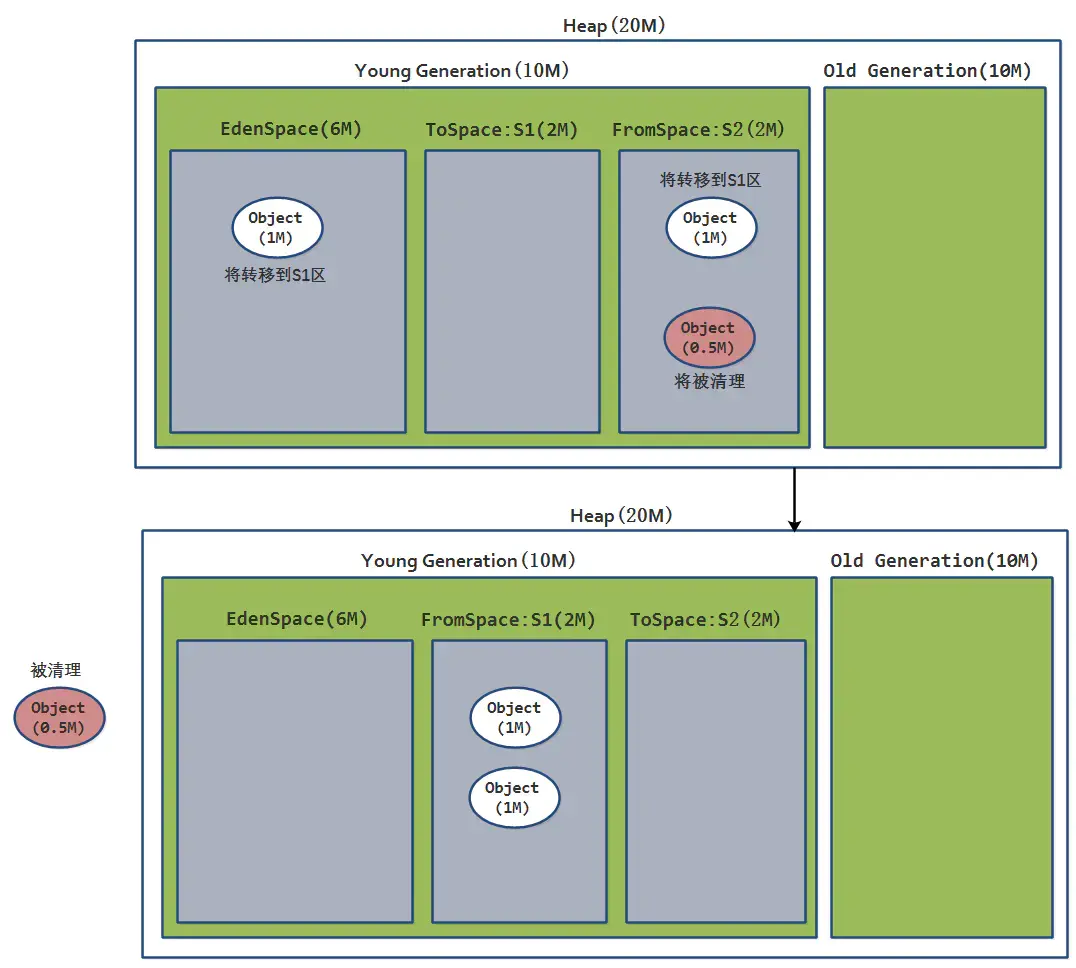 Heap(20M)
Young Generation(10M)
Old Generation(10M)
EdenSpace(6M)
ToSpace:S1(2M)
FromSpace:S2(2M)
Object
(1M)
将转移到S1区
将转移到S1区
Object
(1M)
Object
(0.5M)
将被清理
Heap(20M)
Young Generation(10M)
Old Generation(10M)
EdenSpace(6M)
FromSpace:S1(2M)
ToSpace:S2(2M)
被清理
Object
(0.5M)
Object
(1M)
Object
(1M)